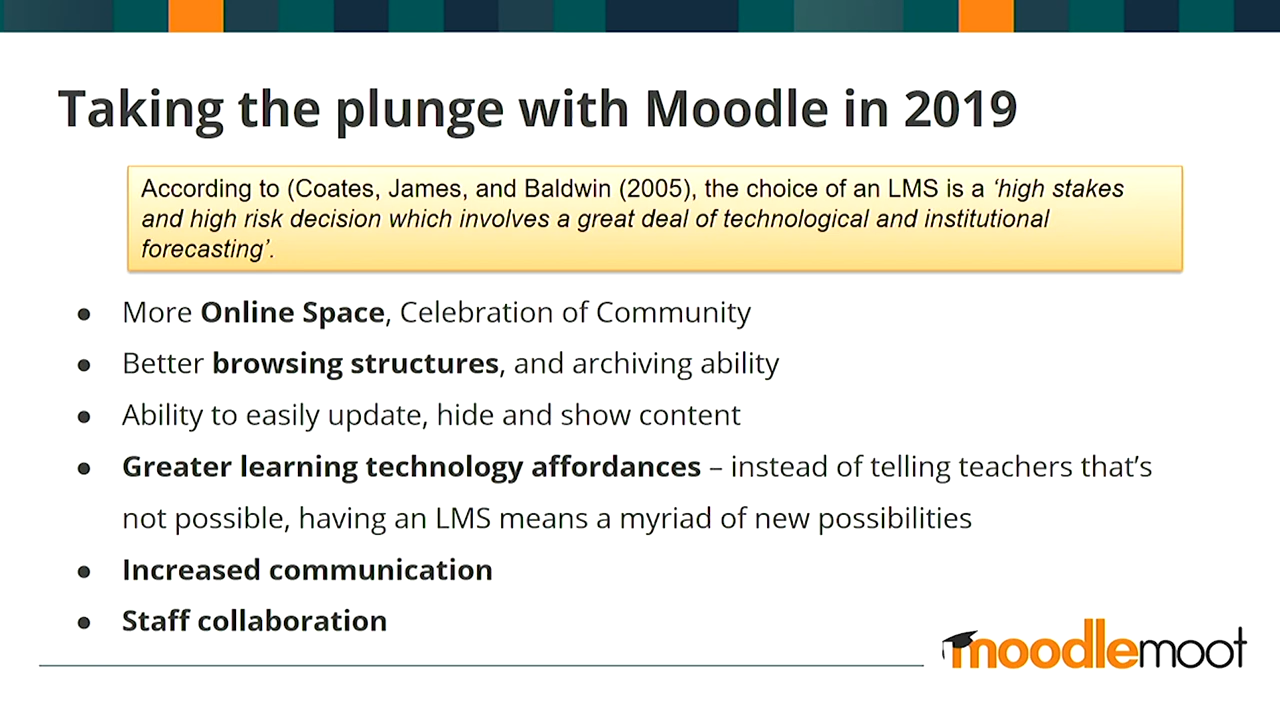 Taking the plunge with Moodle in 2019
According to (Coates, James, and Baldwin (2005), the choice of an LMS is a ‘high stakes
and high risk decision which involves a great deal of technological and institutional
forecasting’.
● More Online Space, Celebration of Community
● Better browsing structures, and archiving ability
● Ability to easily update, hide and show content
● Greater learning technology affordances – instead of telling teachers that’s
not possible, having an LMS means a myriad of new possibilities
● Increased communication
● Staff collaboration
moodlemoot